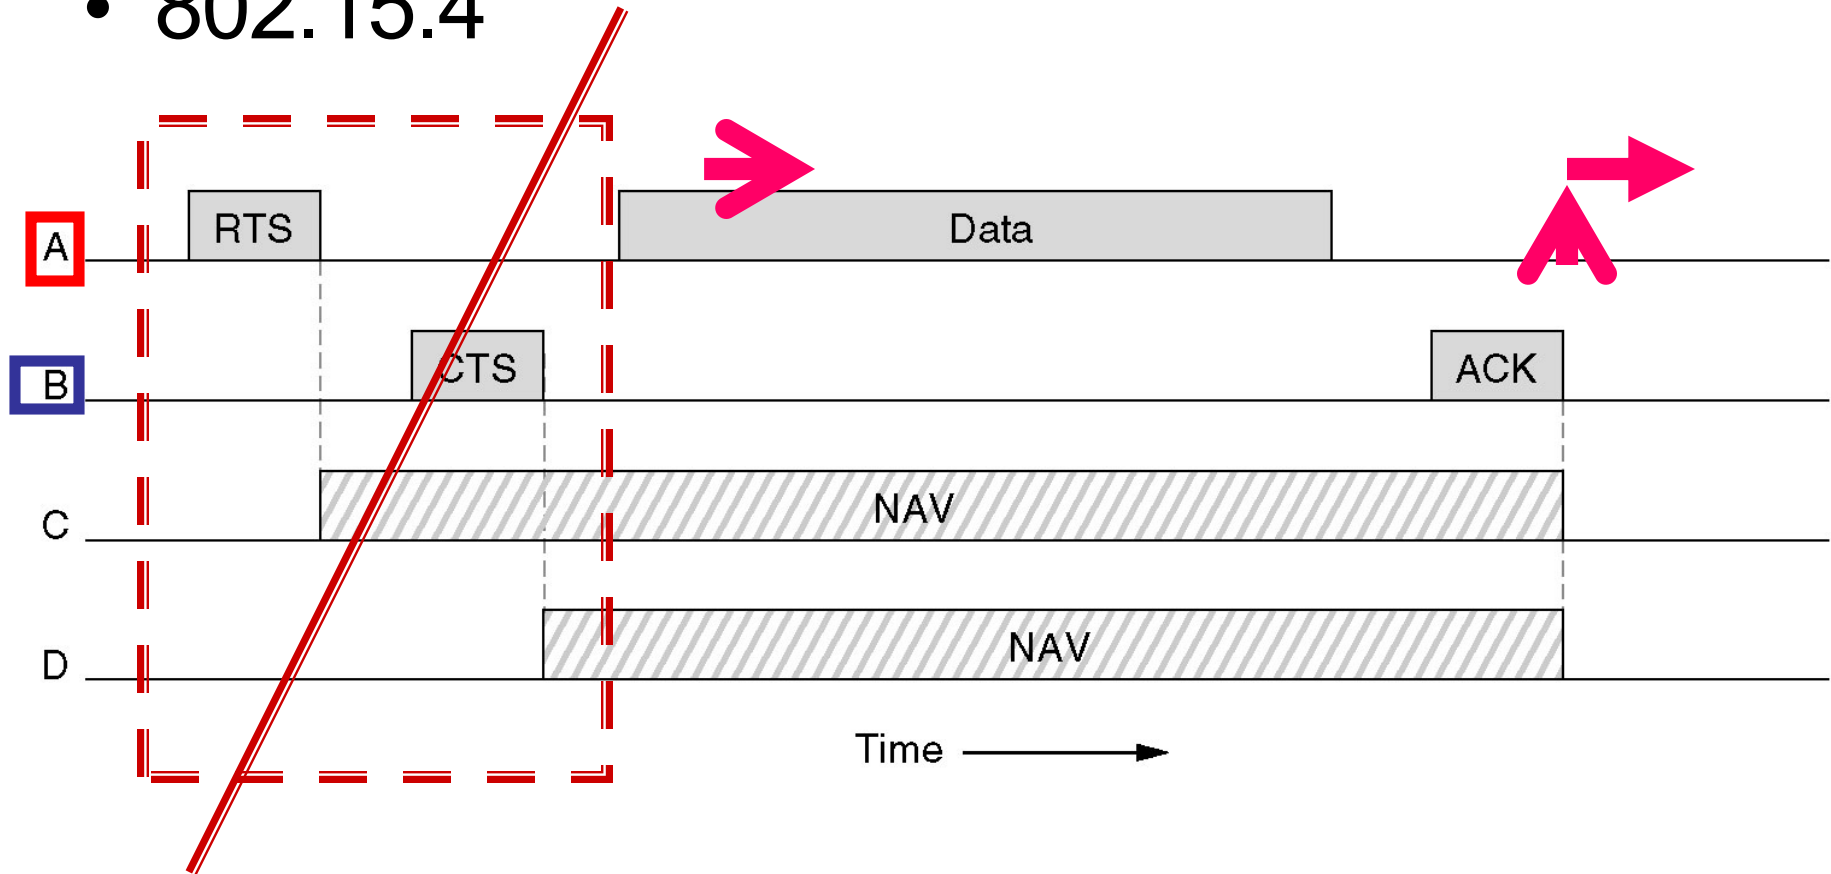 • 802.15.4
A RTS Data
B CTS ACK
C NAV
D NAV
Time